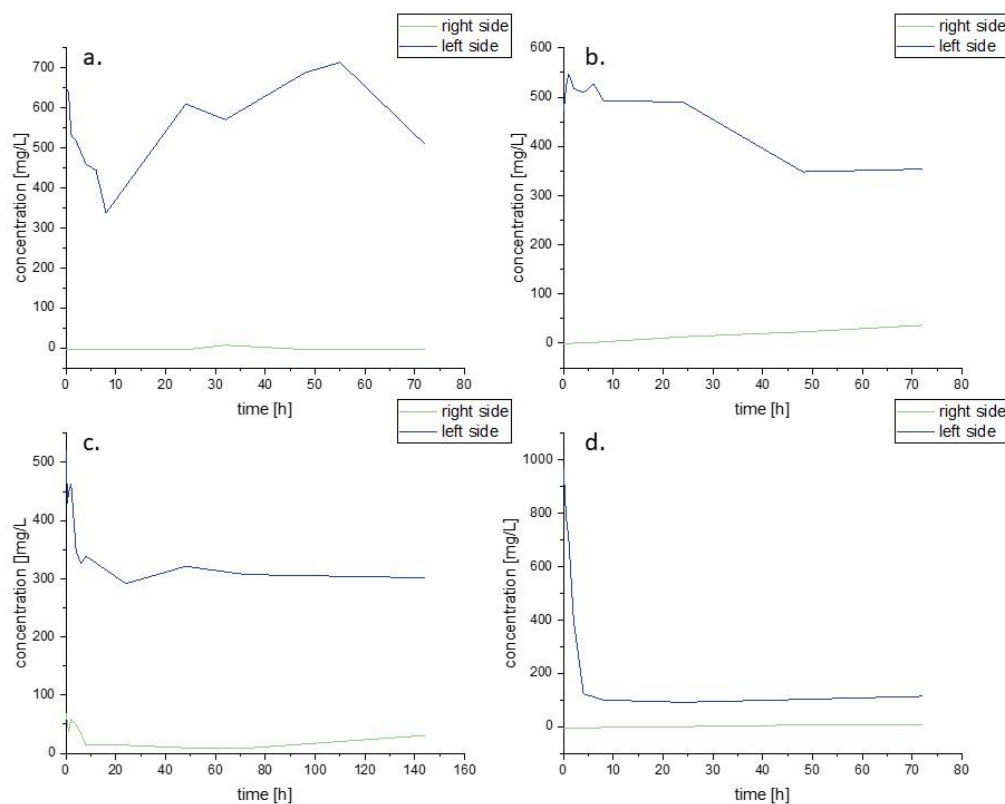 right side
left side
a.
concentration [mg/L]
700
600
500
400
300
200
100
0
0 10 20 30 40 50 60 70 80
time [h]
right side
left side
b.
concentration [mg/L]
600
500
400
300
200
100
0
0 10 20 30 40 50 60 70 80
time [h]
right side
left side
c.
concentration []mg/L
500
400
300
200
100
0
0 20 40 60 80 100 120 140 160
time [h]
right side
left side
d.
concentration [mg/L]
1000
800
600
400
200
0
0 10 20 30 40 50 60 70 80
time [h]